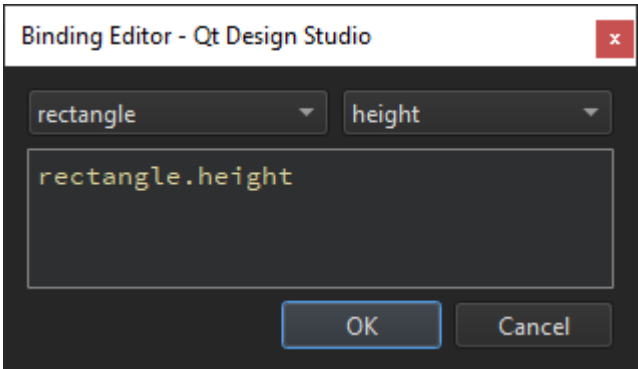 Binding Editor - Qt Design Studio
x
rectangle
height
rectangle.height
OK
Cancel